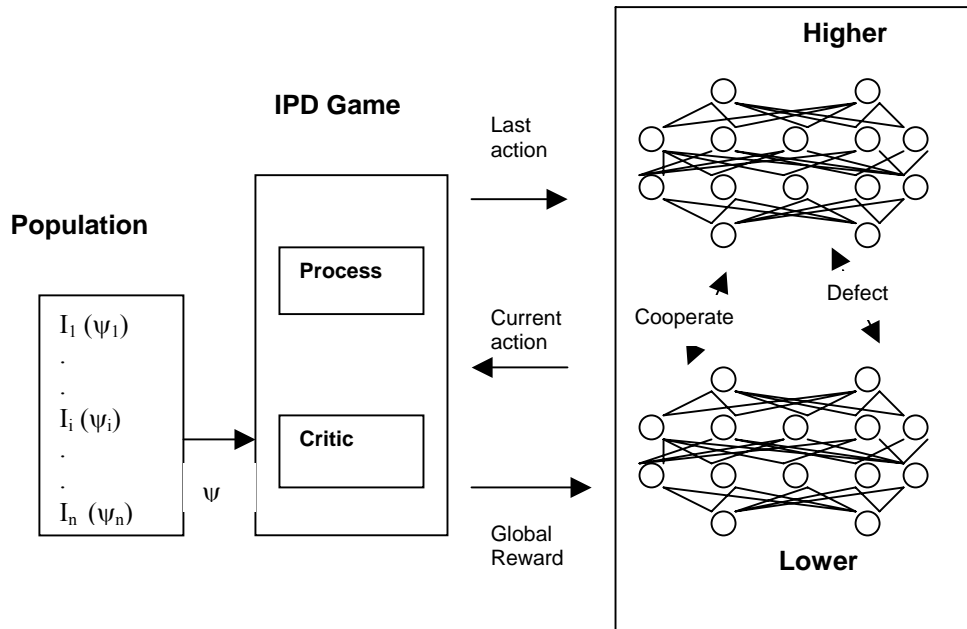 Population
I₁ (ψ₁)
.
.
Iᵢ (ψᵢ)
.
.
Iₙ (ψₙ)
ψ
IPD Game
Process
Critic
Last
action
Current
action
Global
Reward
Higher
Cooperate
Defect
Lower